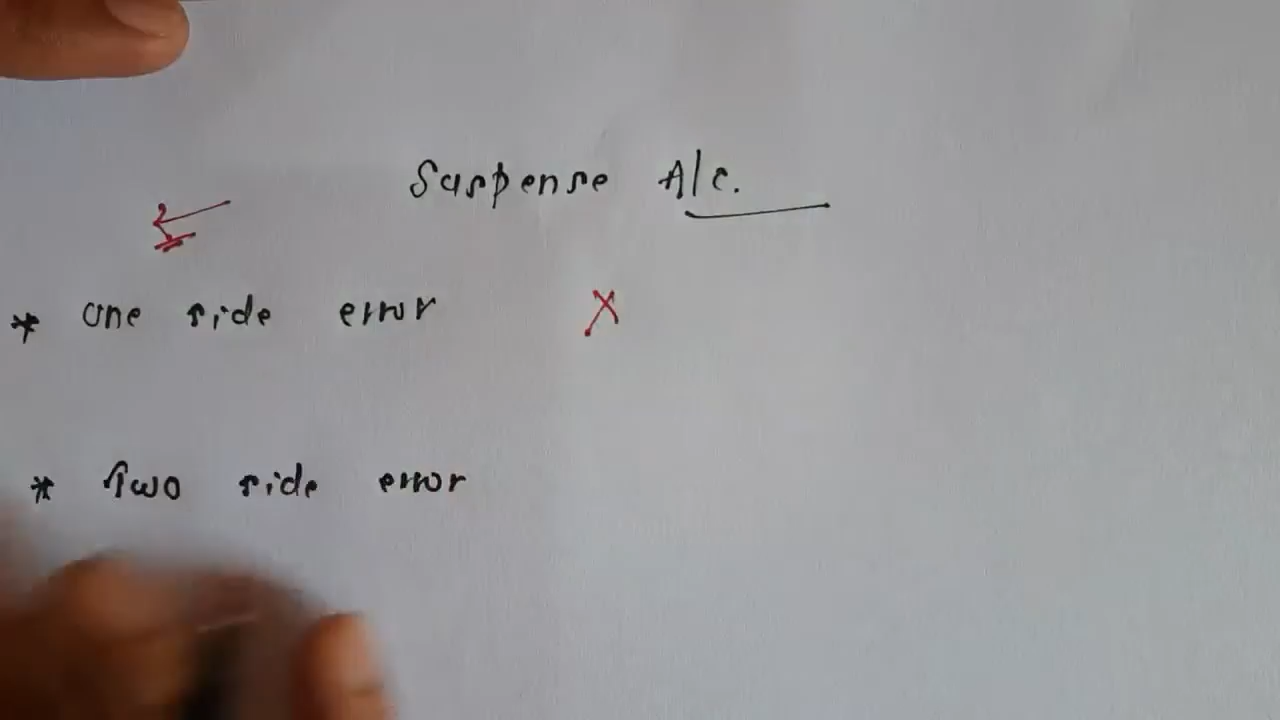 Suspense A/c.
* One side error X
* Two side error